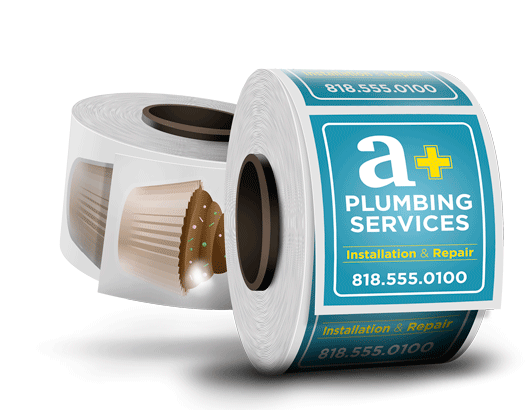 818.555.0100
a+
PLUMBING
SERVICES
Installation & Repair
818.555.0100
Installation & Repair
818.555.0100